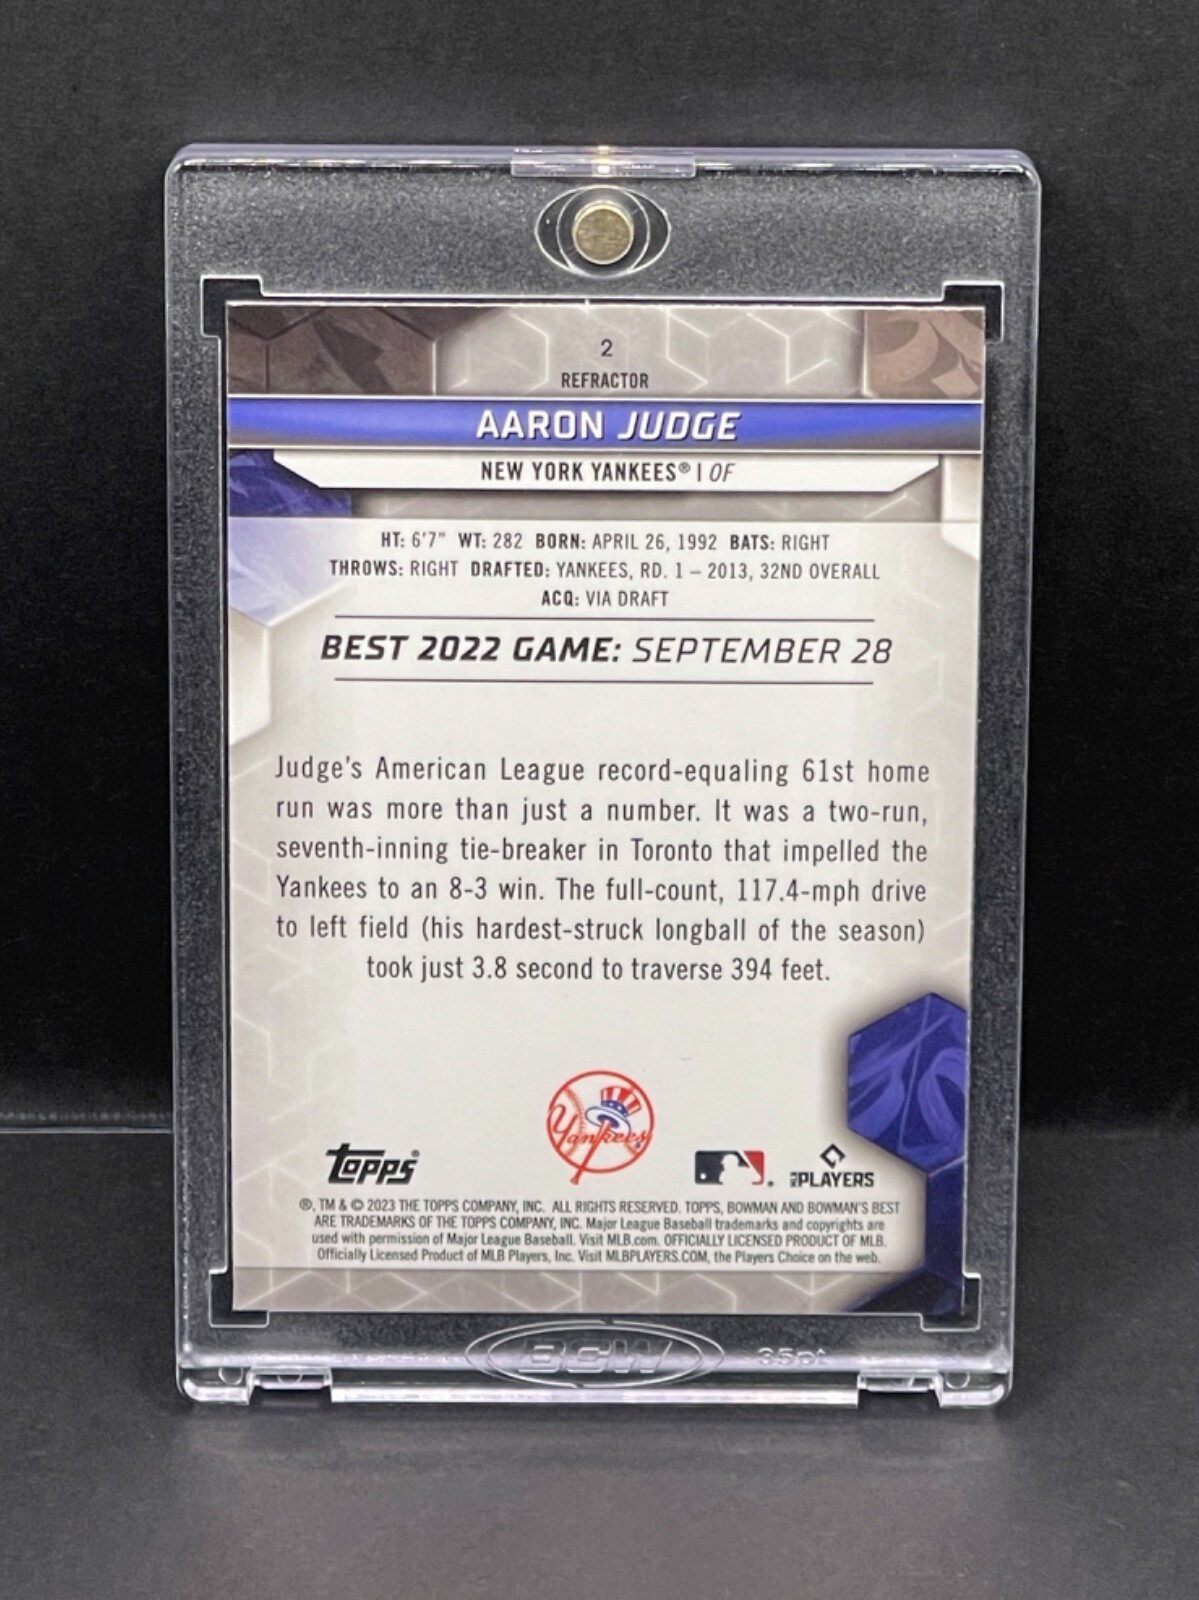 2
REFRACTOR
AARON JUDGE
NEW YORK YANKEES® | OF
HT: 6'7" WT: 282 BORN: APRIL 26, 1992 BATS: RIGHT
THROWS: RIGHT DRAFTED: YANKEES, RD. 1 – 2013, 32ND OVERALL
ACQ: VIA DRAFT
BEST 2022 GAME: SEPTEMBER 28
Judge's American League record-equaling 61st home
run was more than just a number. It was a two-run,
seventh-inning tie-breaker in Toronto that impelled the
Yankees to an 8-3 win. The full-count, 117.4-mph drive
to left field (his hardest-struck longball of the season)
took just 3.8 second to traverse 394 feet.
Yankees
topps®
MLB PLAYERS
®, TM & © 2023 THE TOPPS COMPANY, INC. ALL RIGHTS RESERVED. TOPPS, BOWMAN AND BOWMAN'S BEST
ARE TRADEMARKS OF THE TOPPS COMPANY, INC. Major League Baseball trademarks and copyrights are
used with permission of Major League Baseball. Visit MLB.com. OFFICIALLY LICENSED PRODUCT OF MLB.
Officially Licensed Product of MLB Players, Inc. Visit MLBPLAYERS.COM, the Players Choice on the web.
BCW 35pt